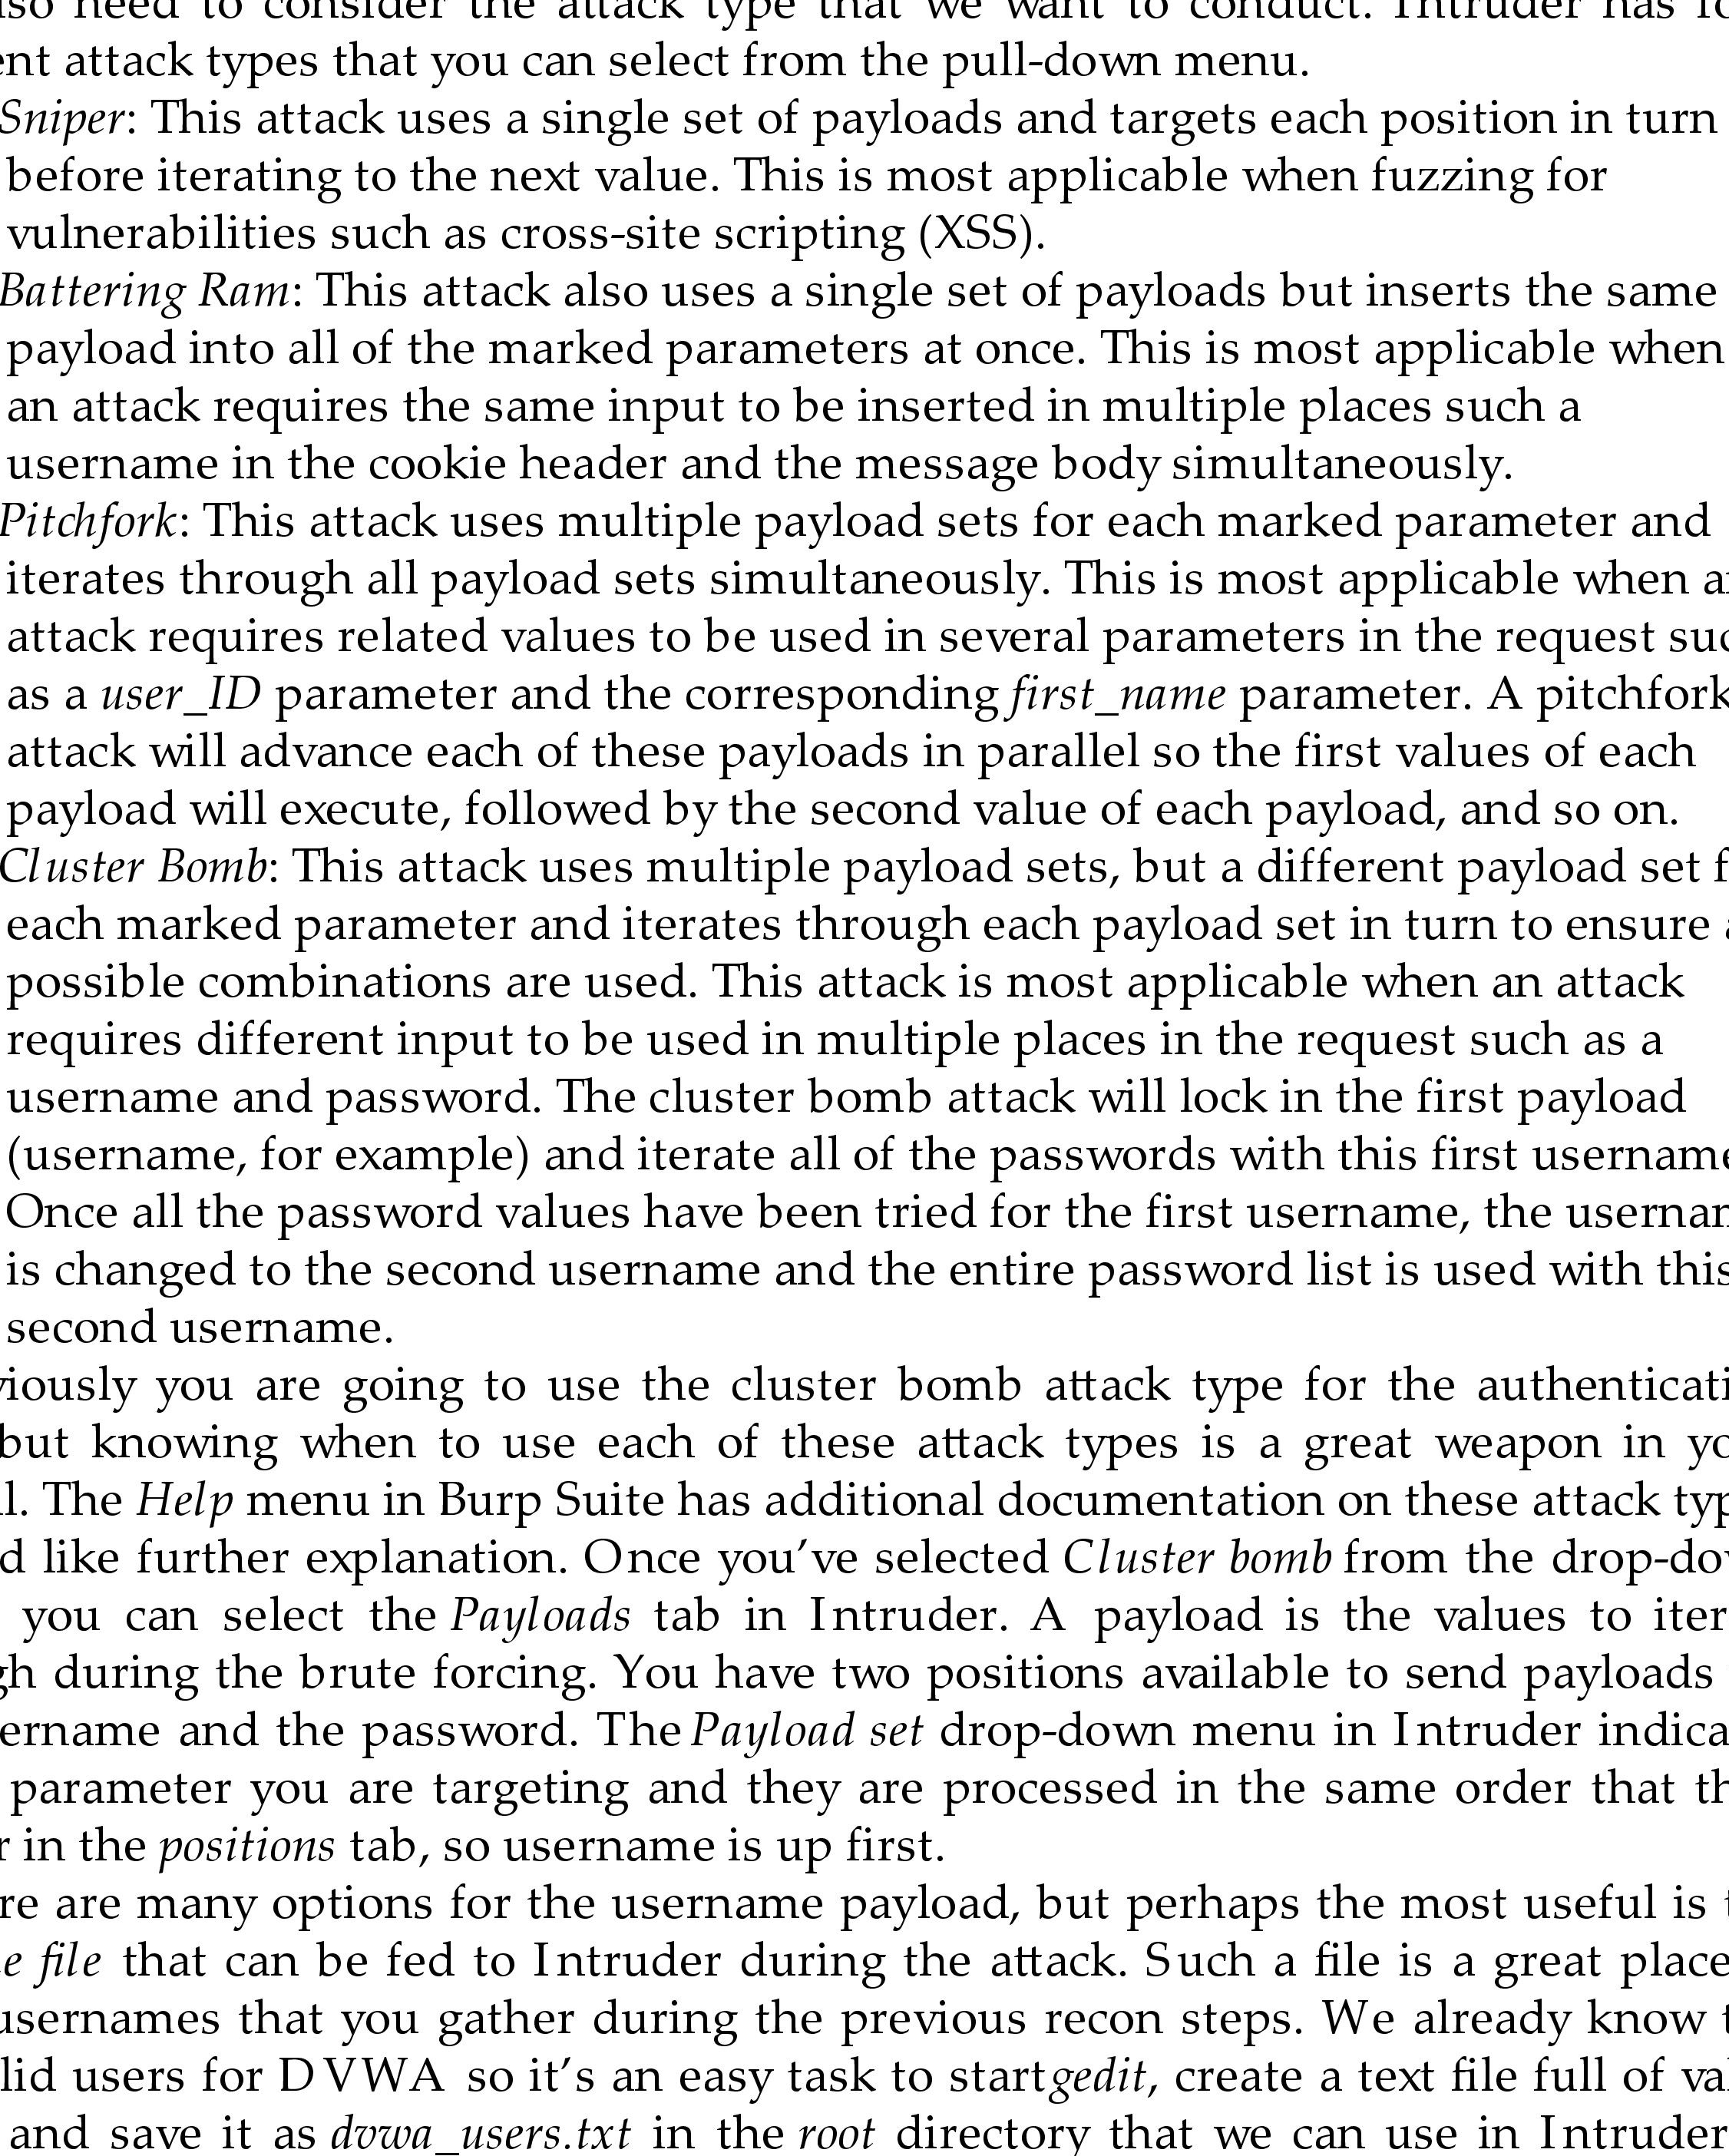 so need to consider the attack type that we want to conduct. Intruder has
attack types that you can select from the pull-down menu.
Sniper: This attack uses a single set of payloads and targets each position in turn
before iterating to the next value. This is most applicable when fuzzing for
vulnerabilities such as cross-site scripting (XSS).
Battering Ram: This attack also uses a single set of payloads but inserts the same
payload into all of the marked parameters at once. This is most applicable when
an attack requires the same input to be inserted in multiple places such a
username in the cookie header and the message body simultaneously.
Pitchfork: This attack uses multiple payload sets for each marked parameter and
iterates through all payload sets simultaneously. This is most applicable when
attack requires related values to be used in several parameters in the request
as a user_ID parameter and the corresponding first_name parameter. A pitchfork
attack will advance each of these payloads in parallel so the first values of each
payload will execute, followed by the second value of each payload, and so on.
Cluster Bomb: This attack uses multiple payload sets, but a different payload set
each marked parameter and iterates through each payload set in turn to ensure
possible combinations are used. This attack is most applicable when an attack
requires different input to be used in multiple places in the request such as a
username and password. The cluster bomb attack will lock in the first payload
(username, for example) and iterate all of the passwords with this first username
Once all the password values have been tried for the first username, the
is changed to the second username and the entire password list is used with this
second username.
you are going to use the cluster bomb attack type for the
but knowing when to use each of these attack types is a great weapon in
The Help menu in Burp Suite has additional documentation on these attack
like further explanation. Once you've selected Cluster bomb from the
you can select the Payloads tab in Intruder. A payload is the values to
during the brute forcing. You have two positions available to send payloads
and the password. The Payload set drop-down menu in Intruder
parameter you are targeting and they are processed in the same order that
in the positions tab, so username is up first.
are many options for the username payload, but perhaps the most useful is
file that can be fed to Intruder during the attack. Such a file is a great place
usernames that you gather during the previous recon steps. We already know
users for DVWA so it's an easy task to start gedit, create a text file full of
and save it as dvwa_users.txt in the root directory that we can use in Intruder